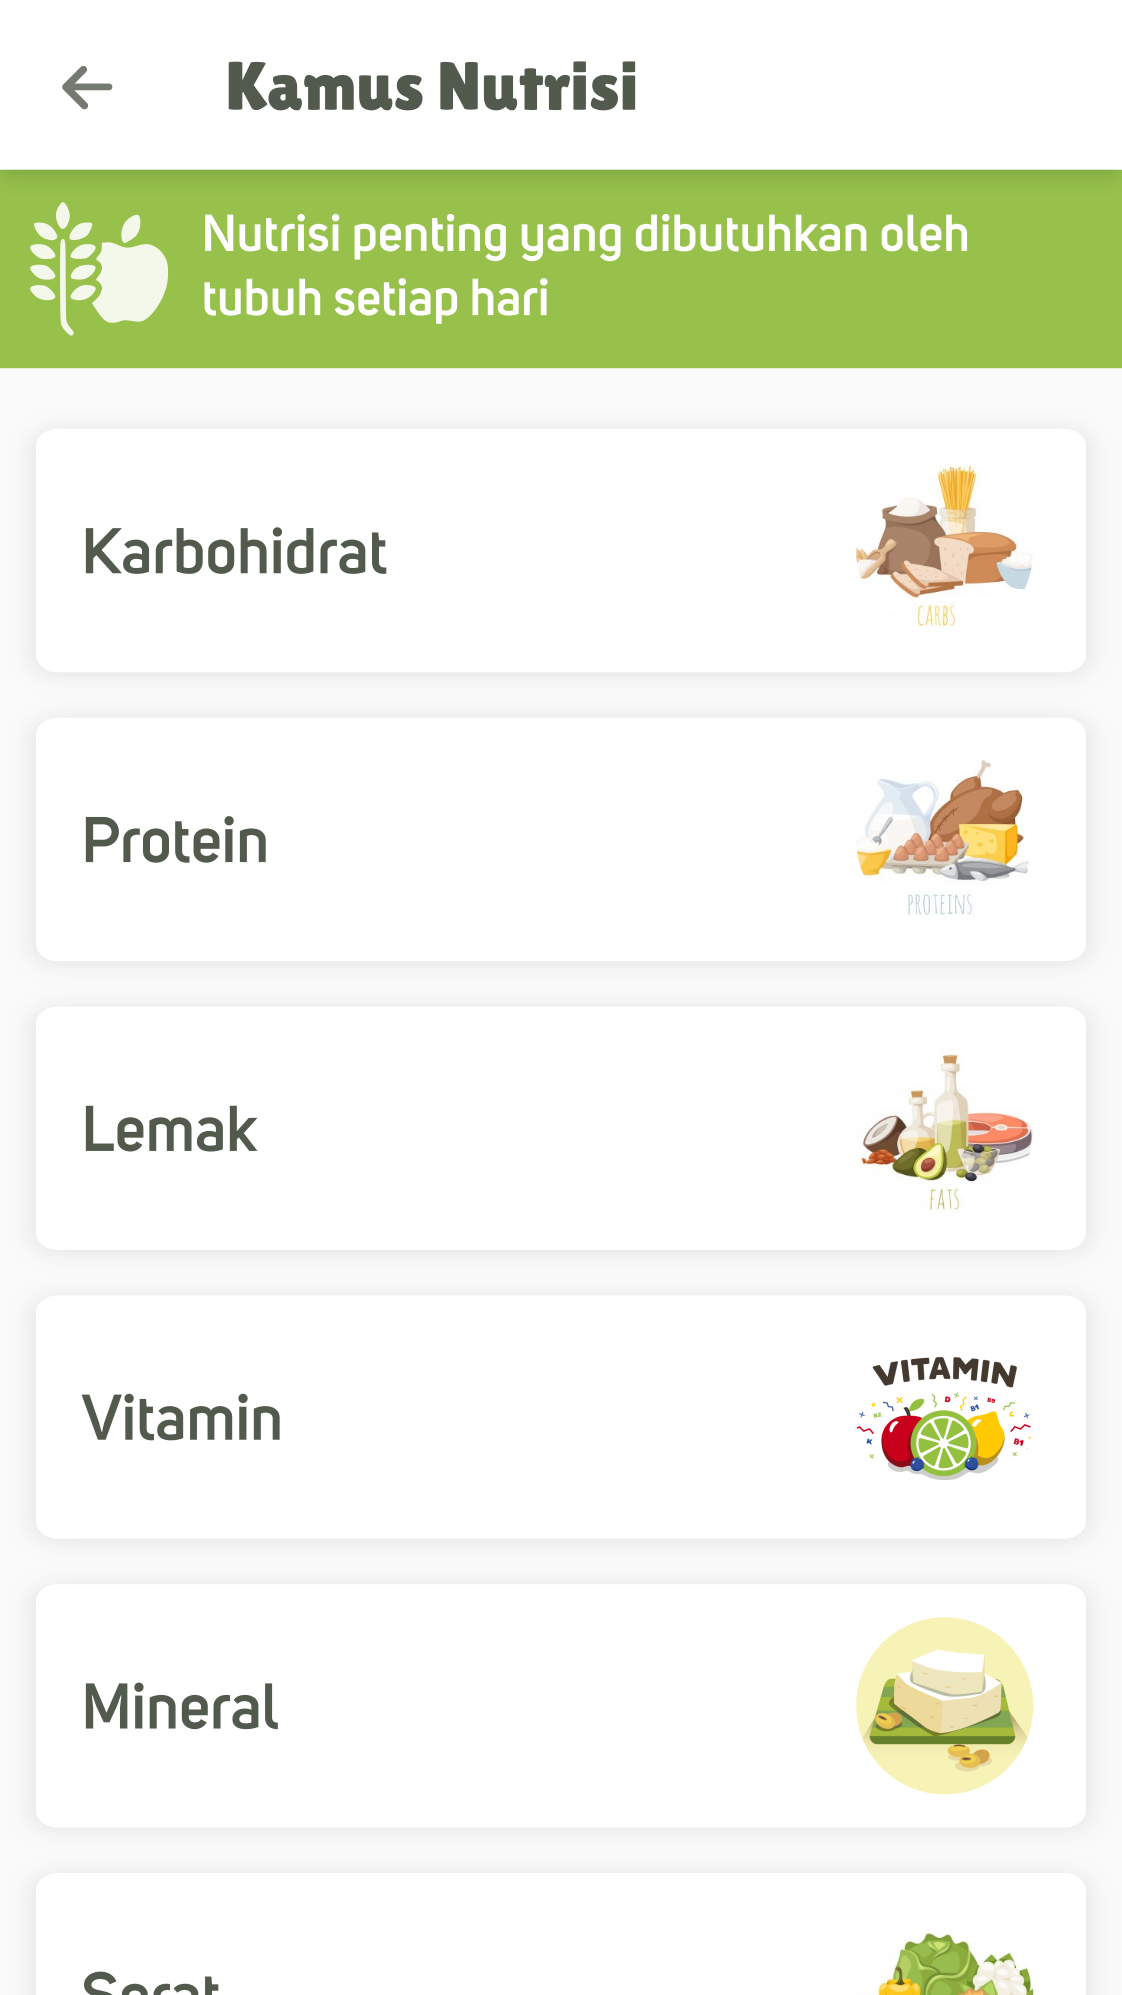 Kamus Nutrisi
Nutrisi penting yang dibutuhkan oleh
tubuh setiap hari
Karbohidrat
CARBS
Protein
PROTEINS
Lemak
FATS
Vitamin
VITAMIN
Mineral
Serat